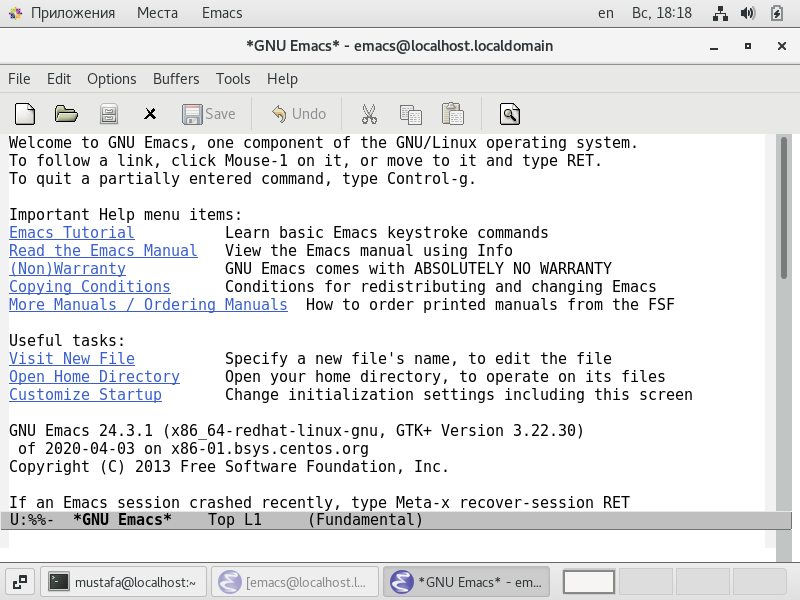 Приложения Места Emacs en Вс, 18:18
*GNU Emacs* - emacs@localhost.localdomain
File Edit Options Buffers Tools Help
Save Undo
Welcome to GNU Emacs, one component of the GNU/Linux operating system.
To follow a link, click Mouse-1 on it, or move to it and type RET.
To quit a partially entered command, type Control-g.
Important Help menu items:
Emacs Tutorial Learn basic Emacs keystroke commands
Read the Emacs Manual View the Emacs manual using Info
(Non)Warranty GNU Emacs comes with ABSOLUTELY NO WARRANTY
Copying Conditions Conditions for redistributing and changing Emacs
More Manuals / Ordering Manuals How to order printed manuals from the FSF
Useful tasks:
Visit New File Specify a new file's name, to edit the file
Open Home Directory Open your home directory, to operate on its files
Customize Startup Change initialization settings including this screen
GNU Emacs 24.3.1 (x86_64-redhat-linux-gnu, GTK+ Version 3.22.30)
of 2020-04-03 on x86-01.bsys.centos.org
Copyright (C) 2013 Free Software Foundation, Inc.
If an Emacs session crashed recently, type Meta-x recover-session RET
U:%%- *GNU Emacs* Top L1 (Fundamental)
mustafa@localhost:~ [emacs@localhost.l... *GNU Emacs* - em...